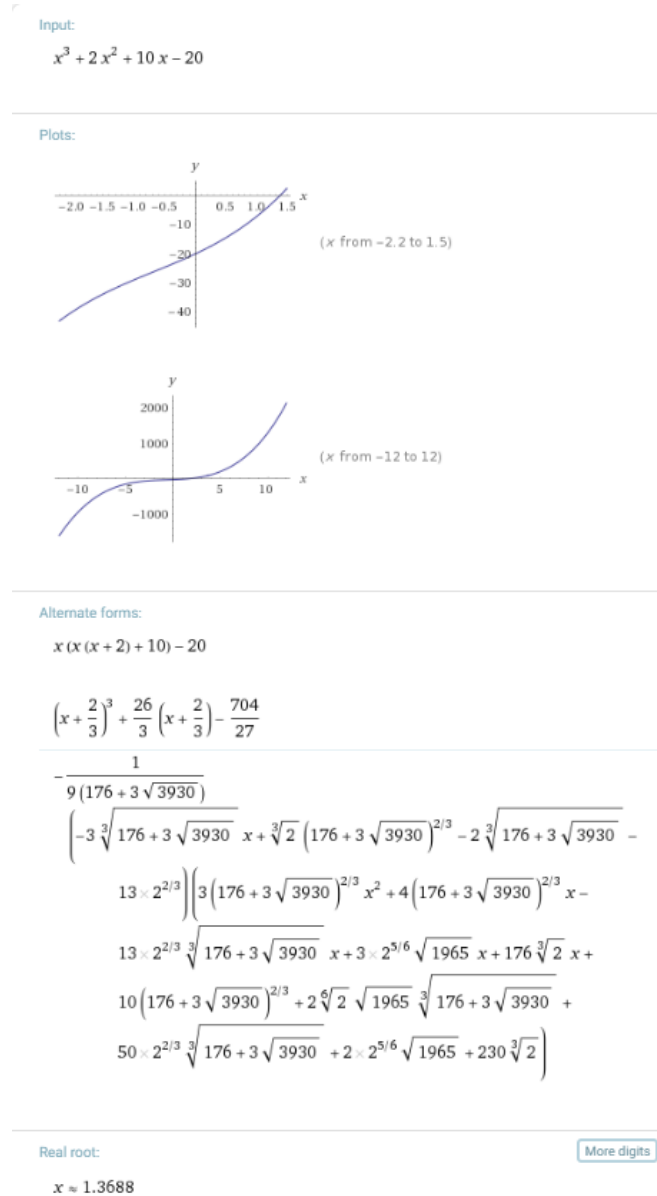 Input:
x³ + 2 x² + 10 x – 20
Plots:
y
x
−2.0 −1.5 −1.0 −0.5 0.5 1.0 1.5
−10
−20
−30
−40
(x from −2.2 to 1.5)
y
2000
1000
(x from −12 to 12)
x
−10 −5 5 10
−1000
Alternate forms:
x (x (x + 2) + 10) – 20
(x + 2/3)³ + 26/3 (x + 2/3) – 704/27
– 1/(9 (176 + 3 √3930))
(−3 ∛(176 + 3 √3930) x + ∛2 (176 + 3 √3930)^(2/3) – 2 ∛(176 + 3 √3930) –
13 × 2^(2/3)) (3 (176 + 3 √3930)^(2/3) x² + 4 (176 + 3 √3930)^(2/3) x –
13 × 2^(2/3) ∛(176 + 3 √3930) x + 3 × 2^(5/6) √1965 x + 176 ∛2 x +
10 (176 + 3 √3930)^(2/3) + 2 ⁶√2 √1965 ∛(176 + 3 √3930) +
50 × 2^(2/3) ∛(176 + 3 √3930) + 2 × 2^(5/6) √1965 + 230 ∛2)
Real root:
More digits
x ≈ 1.3688